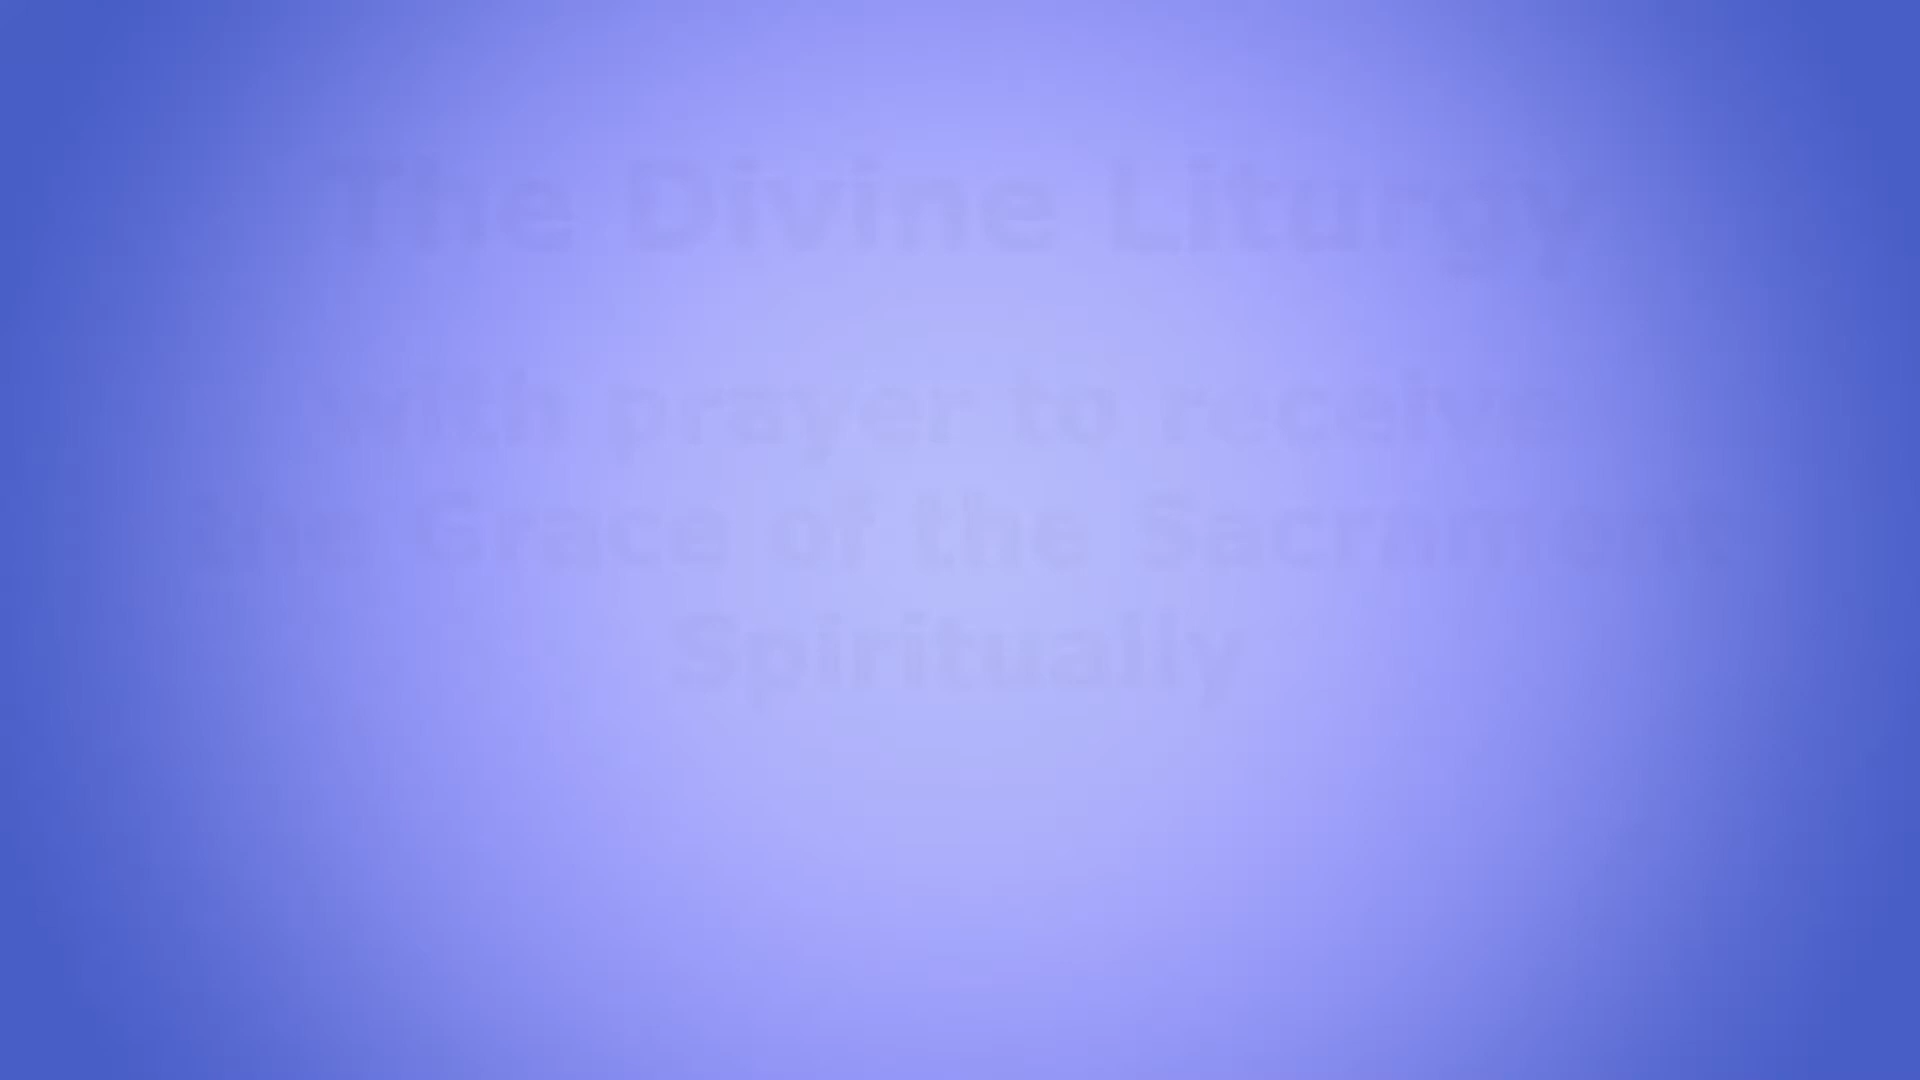 The Divine Liturgy
with prayer to receive
the Grace of the Sacrament
Spiritually